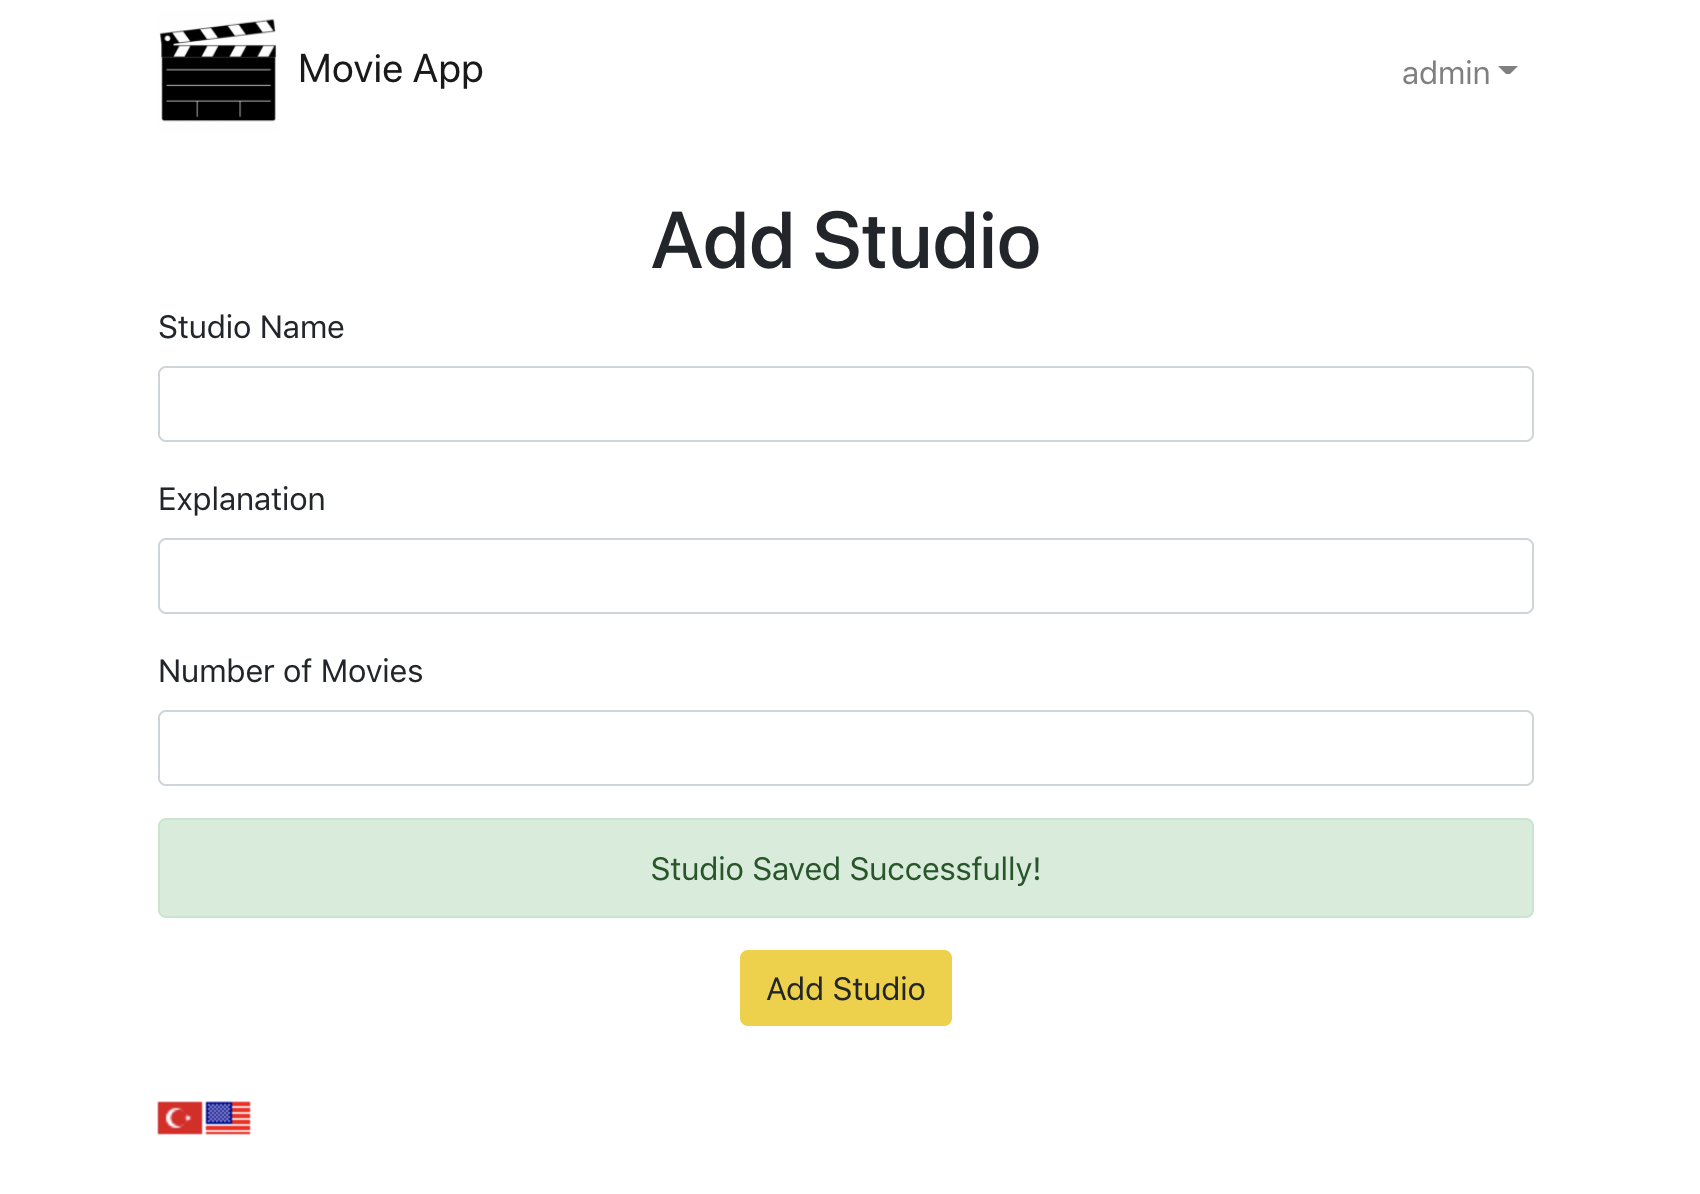 Movie App
admin
Add Studio
Studio Name
Explanation
Number of Movies
Studio Saved Successfully!
Add Studio